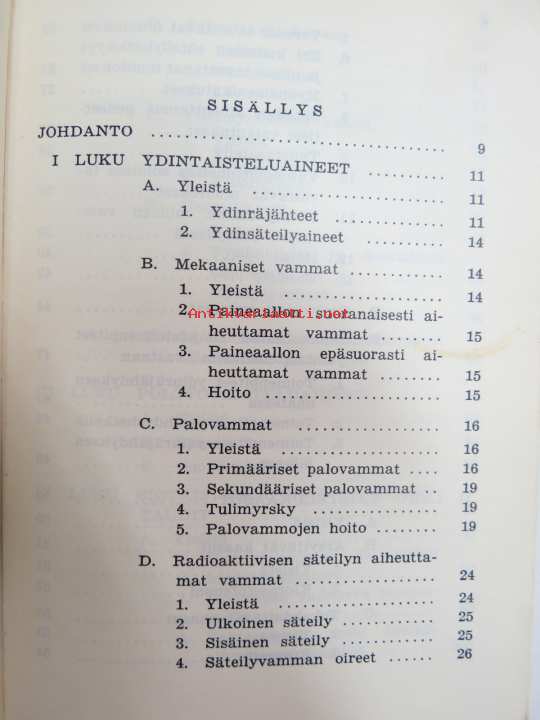 SISÄLLYS
JOHDANTO .................................. 9
I LUKU YDINTAISTELUAINEET .......... 11
A. Yleistä .................. 11
1. Ydinräjähteet ............ 11
2. Ydinsäteilyaineet ........ 14
B. Mekaaniset vammat ............ 14
1. Yleistä .................. 14
2. Paineaallon suoranaisesti ai-
heuttamat vammat ........ 15
3. Paineaallon epäsuorasti ai-
heuttamat vammat ........ 15
4. Hoito .................... 15
C. Palovammat .................. 16
1. Yleistä .................. 16
2. Primääriset palovammat .... 16
3. Sekundääriset palovammat .. 19
4. Tulimyrsky ................ 19
5. Palovammojen hoito ........ 19
D. Radioaktiivisen säteilyn aiheutta-
mat vammat .................. 24
1. Yleistä .................... 24
2. Ulkoinen säteily ............ 25
3. Sisäinen säteily ............ 25
4. Säteilyvamman oireet ...... 26